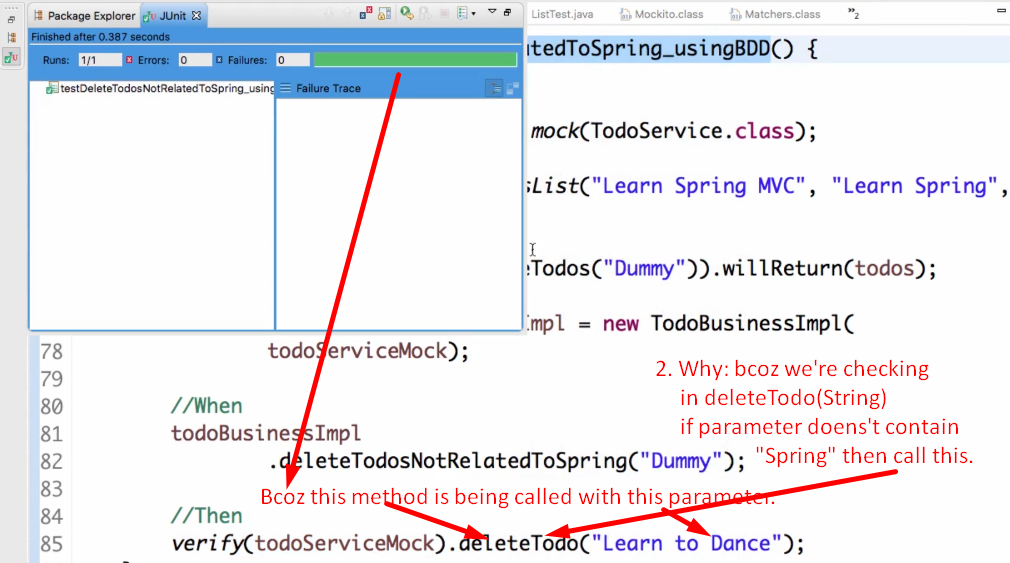 Package Explorer JUnit
ListTest.java Mockito.class Matchers.class »2
Finished after 0.387 seconds
Runs: 1/1 Errors: 0 Failures: 0
testDeleteTodosNotRelatedToSpring_using
Failure Trace
tedToSpring_usingBDD() {
mock(TodoService.class);
sList("Learn Spring MVC", "Learn Spring",
eTodos("Dummy")).willReturn(todos);
Impl = new TodoBusinessImpl(
78 todoServiceMock);
79
2. Why: bcoz we're checking
in deleteTodo(String)
if parameter doens't contain
"Spring" then call this.
80 //When
81 todoBusinessImpl
82 .deleteTodosNotRelatedToSpring("Dummy");
83
Bcoz this method is being called with this parameter.
84 //Then
85 verify(todoServiceMock).deleteTodo("Learn to Dance");